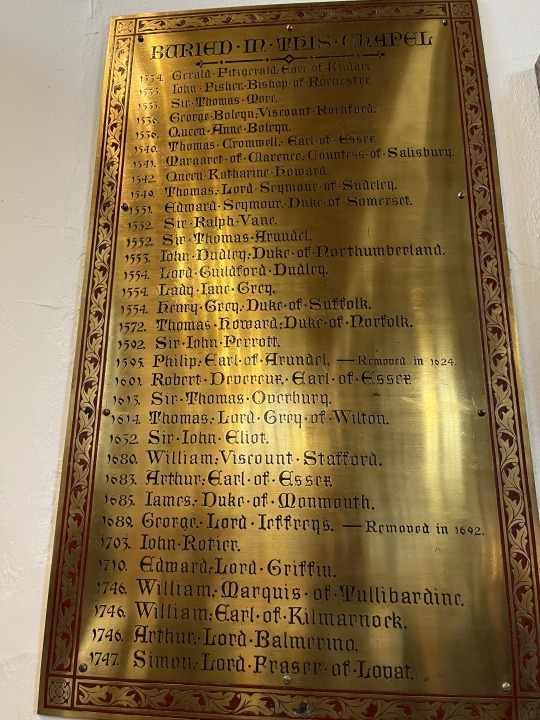 BURIED·IN·THIS·CHAPEL
1534. Gerald·Fitzgerald·Earl·of·Kildare.
1535. John·Fisher·Bishop·of·Rochester.
1535. Sir·Thomas·More.
1536. George·Boleyn;Viscount·Rochford.
1536. Queen·Anne·Boleyn.
1540. Thomas·Cromwell,·Earl·of·Essex
1541. Margaret·of·Clarence;Countess·of·Salisbury.
1542. Queen·Katharine·Howard.
1549. Thomas,·Lord·Seymour·of·Sudeley.
1551. Edward·Seymour,·Duke·of·Somerset.
1552. Sir·Ralph·Vane.
1552. Sir·Thomas·Arundel.
1553. John·Dudley,·Duke·of·Northumberland.
1554. Lord·Guildford·Dudley.
1554. Lady·Jane·Grey.
1554. Henry·Grey,·Duke·of·Suffolk.
1572. Thomas·Howard;Duke·of·Norfolk.
1592. Sir·John·Perrott.
1595. Philip,·Earl·of·Arundel. — Removed in 1624.
1601. Robert·Devereux,·Earl·of·Essex
1613. Sir·Thomas·Overbury.
1614. Thomas,·Lord·Grey·of·Wilton.
1632. Sir·John·Eliot.
1680. William,·Viscount·Stafford.
1683. Arthur,·Earl·of·Essex
1685. James,·Duke·of·Monmouth.
1689. George,·Lord·Jeffreys. — Removed in 1692.
1703. John·Rotier.
1710. Edward,·Lord·Griffin.
1746. William,·Marquis·of·Tullibardine.
1746. William,·Earl·of·Kilmarnock.
1746. Arthur,·Lord·Balmerino.
1747. Simon,·Lord·Fraser·of·Lovat.